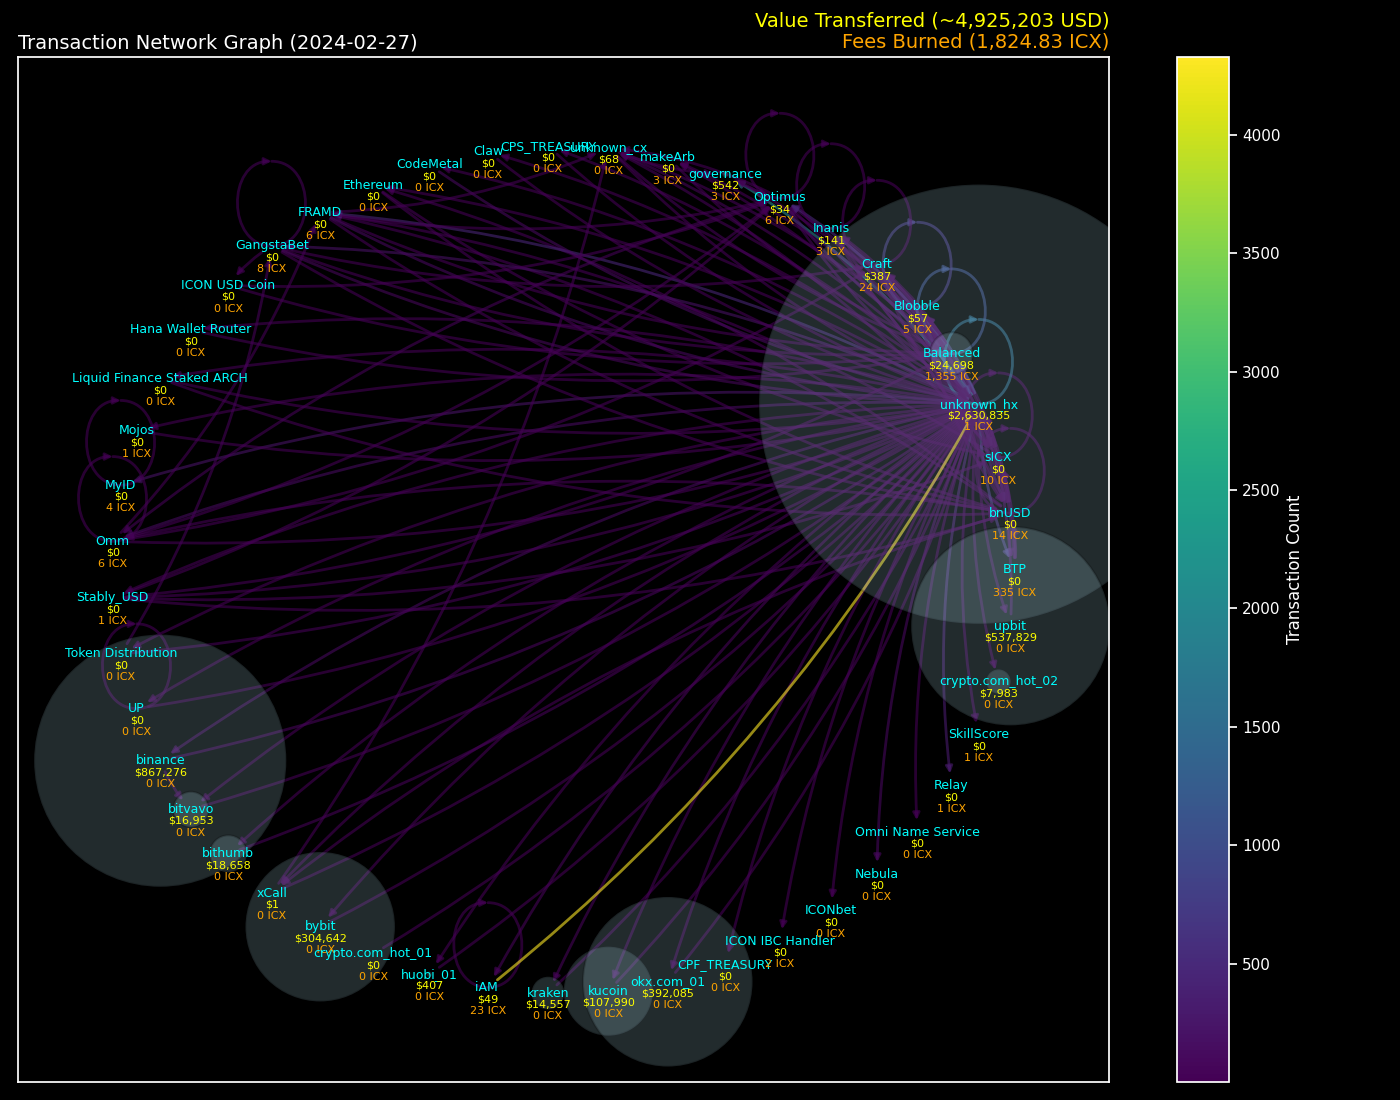 Value Transferred (~4,925,203 USD)
Transaction Network Graph (2024-02-27)
Fees Burned (1,824.83 ICX)
Claw
$0
0 ICX
CPS_TREASURY
$0
0 ICX
unknown_cx
$68
0 ICX
makeArb
$0
3 ICX
CodeMetal
$0
0 ICX
governance
$542
3 ICX
Ethereum
$0
0 ICX
Optimus
$34
6 ICX
FRAMD
$0
6 ICX
Inanis
$141
3 ICX
GangstaBet
$0
8 ICX
Craft
$387
24 ICX
ICON USD Coin
$0
0 ICX
Blobble
$57
5 ICX
Hana Wallet Router
$0
0 ICX
Balanced
$24,698
1,355 ICX
Liquid Finance Staked ARCH
$0
0 ICX
unknown_hx
$2,630,835
1 ICX
Mojos
$0
1 ICX
sICX
$0
10 ICX
MyID
$0
4 ICX
bnUSD
$0
14 ICX
Omm
$0
6 ICX
BTP
$0
335 ICX
Stably_USD
$0
1 ICX
upbit
$537,829
0 ICX
Token Distribution
$0
0 ICX
crypto.com_hot_02
$7,983
0 ICX
UP
$0
0 ICX
SkillScore
$0
1 ICX
binance
$867,276
0 ICX
Relay
$0
1 ICX
bitvavo
$16,953
0 ICX
Omni Name Service
$0
0 ICX
bithumb
$18,658
0 ICX
Nebula
$0
0 ICX
xCall
$1
0 ICX
ICONbet
$0
0 ICX
bybit
$304,642
0 ICX
ICON IBC Handler
$0
2 ICX
crypto.com_hot_01
$0
0 ICX
CPF_TREASURY
$0
0 ICX
huobi_01
$407
0 ICX
okx.com_01
$392,085
0 ICX
iAM
$49
23 ICX
kraken
$14,557
0 ICX
kucoin
$107,990
0 ICX
4000
3500
3000
2500
2000
1500
1000
500
Transaction Count